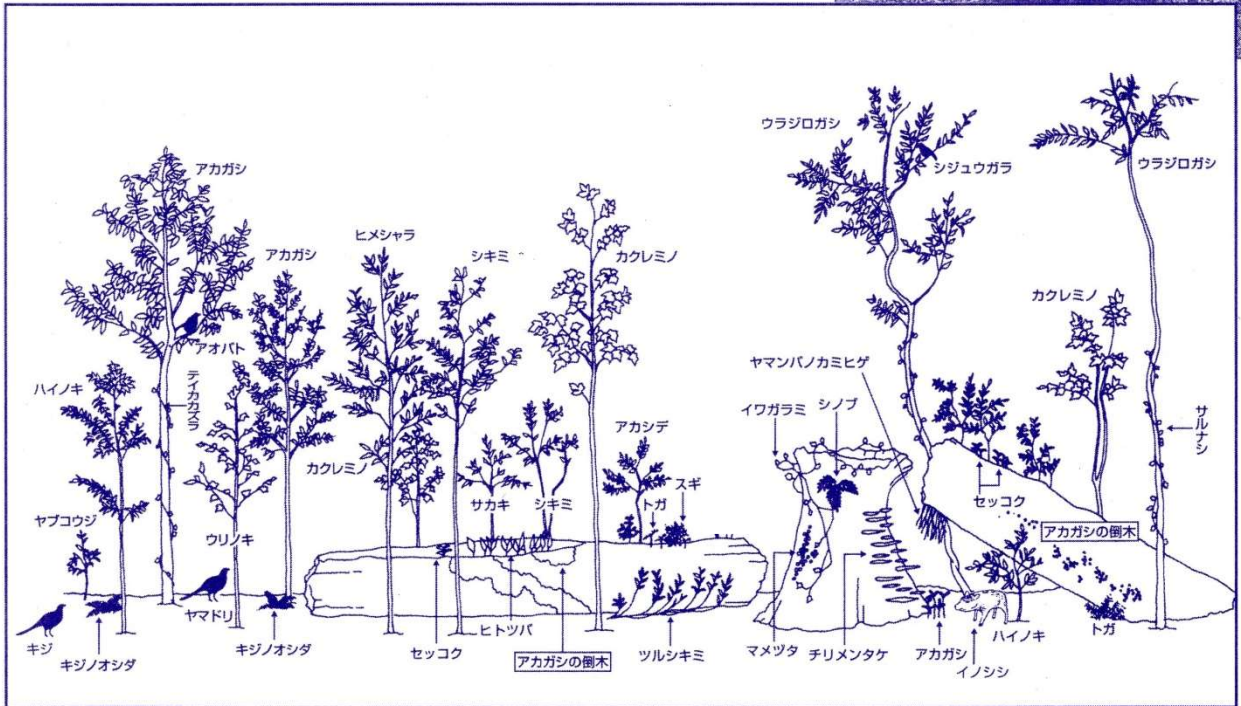 ウラジロガシ
シジュウガラ
ウラジロガシ
アカガシ
アカガシ
ヒメシャラ
シキミ
カクレミノ
カクレミノ
アオバト
テイカカズラ
ハイノキ
ヤマンバノカミヒゲ
イワガラミ
シノブ
サルナシ
アカシデ
カクレミノ
サカキ
シキミ
トガ
スギ
セッコク
ヤブコウジ
ウリノキ
アカガシの倒木
ヤマドリ
キジ
キジノオシダ
キジノオシダ
セッコク
ヒトツバ
アカガシの倒木
ツルシキミ
マメヅタ
チリメンタケ
アカガシ
イノシシ
ハイノキ
トガ